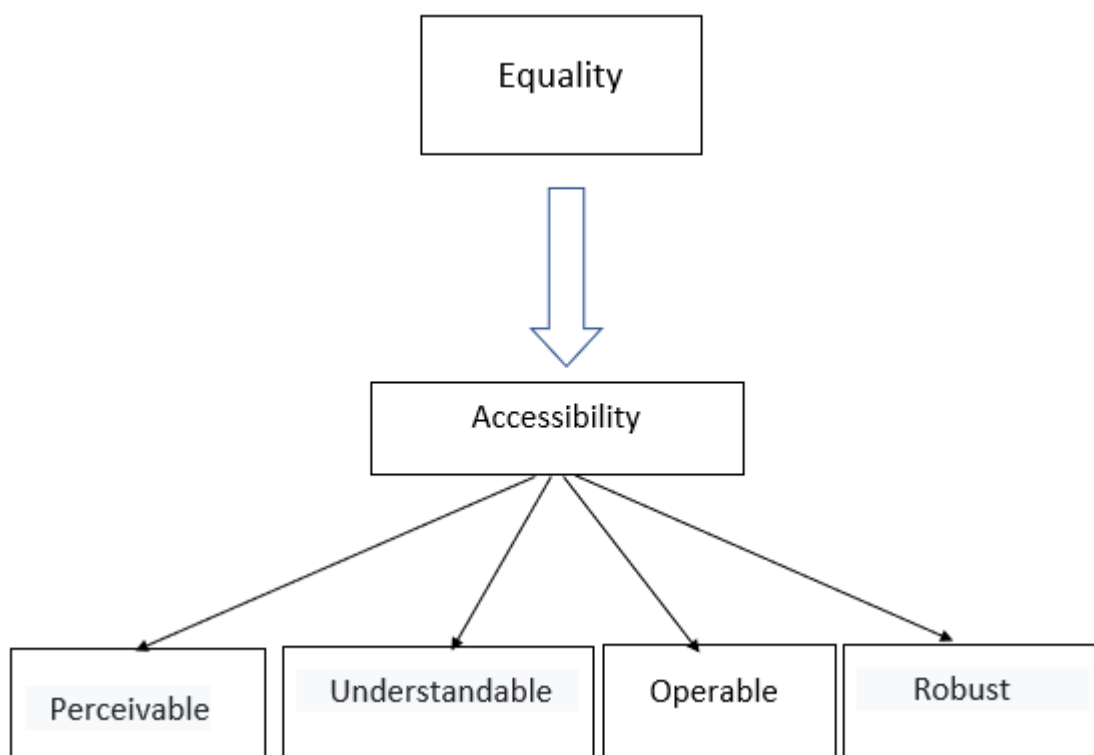 Equality
Accessibility
Perceivable
Understandable
Operable
Robust